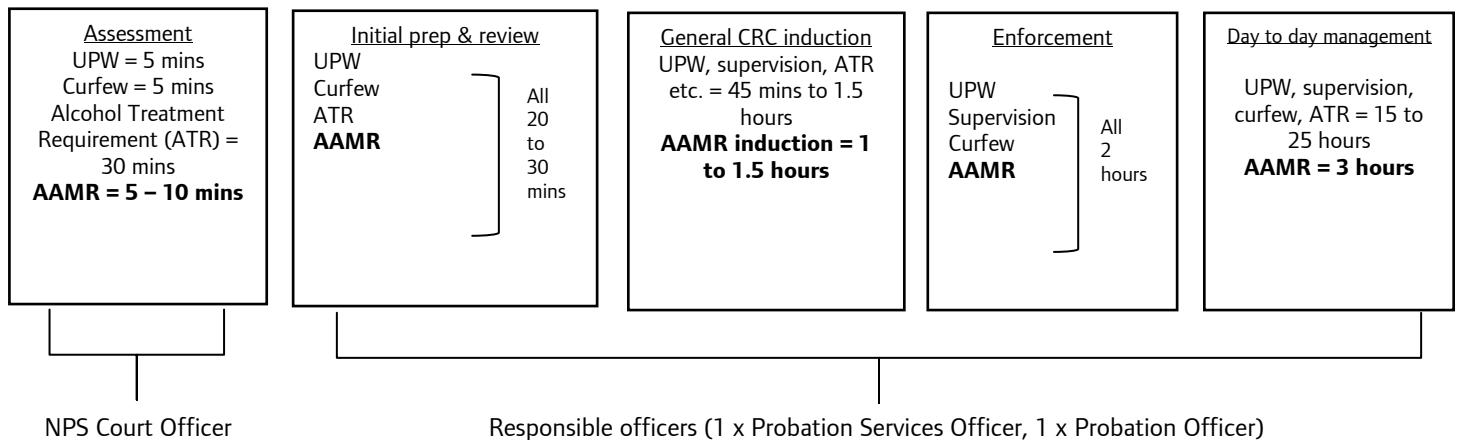 Assessment
UPW = 5 mins
Curfew = 5 mins
Alcohol Treatment
Requirement (ATR) =
30 mins
AAMR = 5 – 10 mins
Initial prep & review
UPW
Curfew
ATR
AAMR
All
20
to
30
mins
General CRC induction
UPW, supervision, ATR
etc. = 45 mins to 1.5
hours
AAMR induction = 1
to 1.5 hours
Enforcement
UPW
Supervision
Curfew
AAMR
All
2
hours
Day to day management
UPW, supervision,
curfew, ATR = 15 to
25 hours
AAMR = 3 hours
NPS Court Officer
Responsible officers (1 x Probation Services Officer, 1 x Probation Officer)